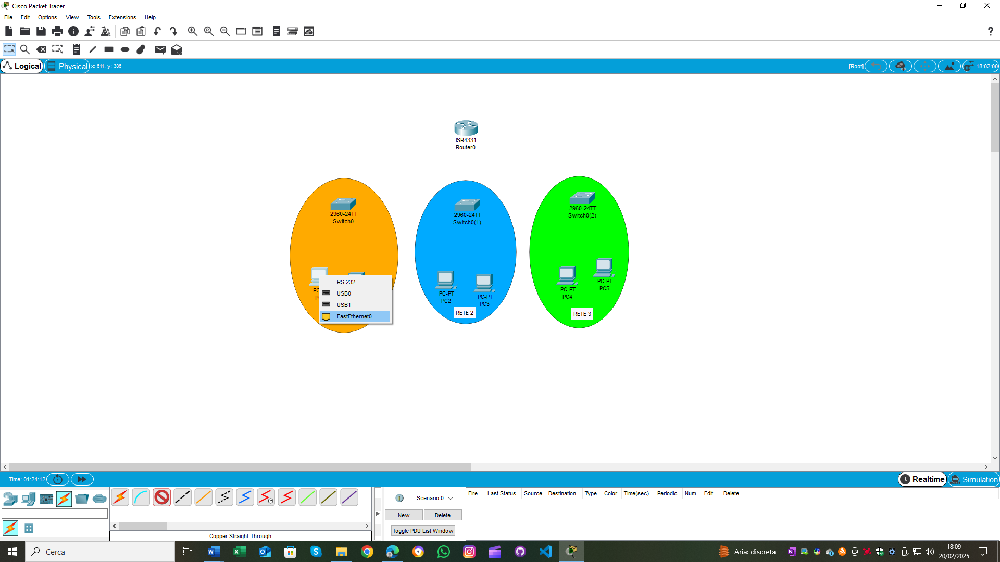 Cisco Packet Tracer
File Edit Options View Tools Extensions Help
?
Logical Physical x: 611, y: 386 [Root] 18:02:00
ISR4331
Router0
2960-24TT
Switch0
2960-24TT
Switch0(1)
2960-24TT
Switch0(2)
PC
P
RS 232
USB0
USB1
FastEthernet0
PC-PT
PC2
PC-PT
PC3
RETE 2
PC-PT
PC4
PC-PT
PC5
RETE 3
Time: 01:24:12 Realtime Simulation
Scenario 0
New Delete
Toggle PDU List Window
Fire Last Status Source Destination Type Color Time(sec) Periodic Num Edit Delete
Copper Straight-Through
Cerca
Aria: discreta
18:09
20/02/2025